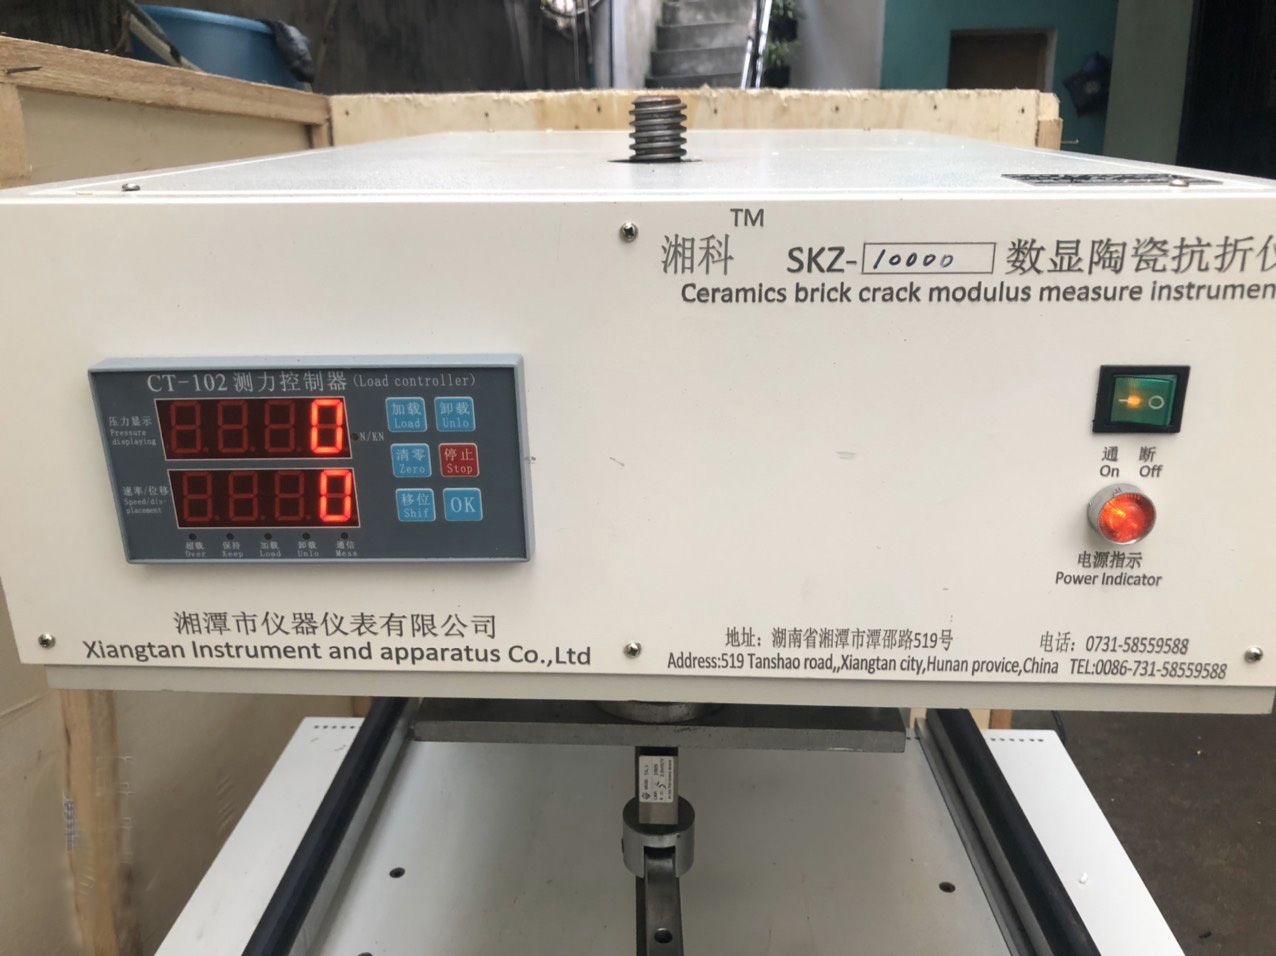 TM
湘科 SKZ-10000 数显陶瓷抗折仪
Ceramics brick crack modulus measure instrumen
CT-102 测力控制器 (Load controller)
压力显示
Pressure
displaying
0
N/KN
加载
Load
卸载
Unlo
清零
Zero
停止
Stop
速率/位移
Speed/dis-
placement
0
移位
Shif
OK
超载 保持 加载 卸载 通信
Over Keep Load Unlo Mess
通 断
On Off
电源指示
Power Indicator
湘潭市仪器仪表有限公司
Xiangtan Instrument and apparatus Co.,Ltd
地址：湖南省湘潭市潭邵路519号 电话：0731-58559588
Address:519 Tanshao road,,Xiangtan city,Hunan provice,China TEL:0086-731-58559588